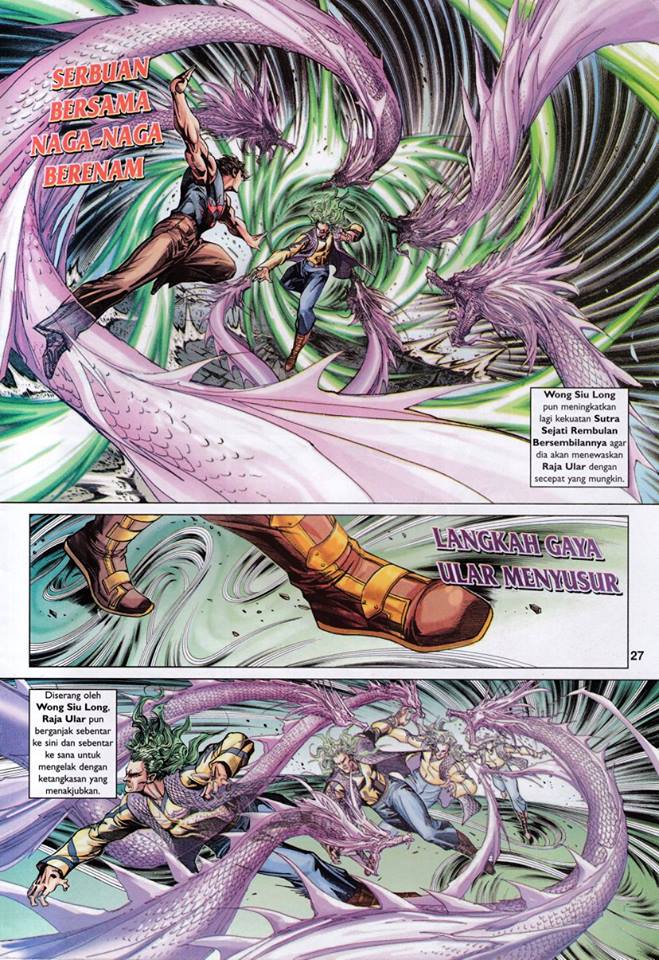 SERBUAN
BERSAMA
NAGA-NAGA
BERENAM
Wong Siu Long
pun meningkatkan
lagi kekuatan Sutra
Sejati Rembulan
Bersembilannya agar
dia akan menewaskan
Raja Ular dengan
secepat yang mungkin.
LANGKAH GAYA
ULAR MENYUSUR
27
Diserang oleh
Wong Siu Long,
Raja Ular pun
berganjak sebentar
ke sini dan sebentar
ke sana untuk
mengelak dengan
ketangkasan yang
menakjubkan.